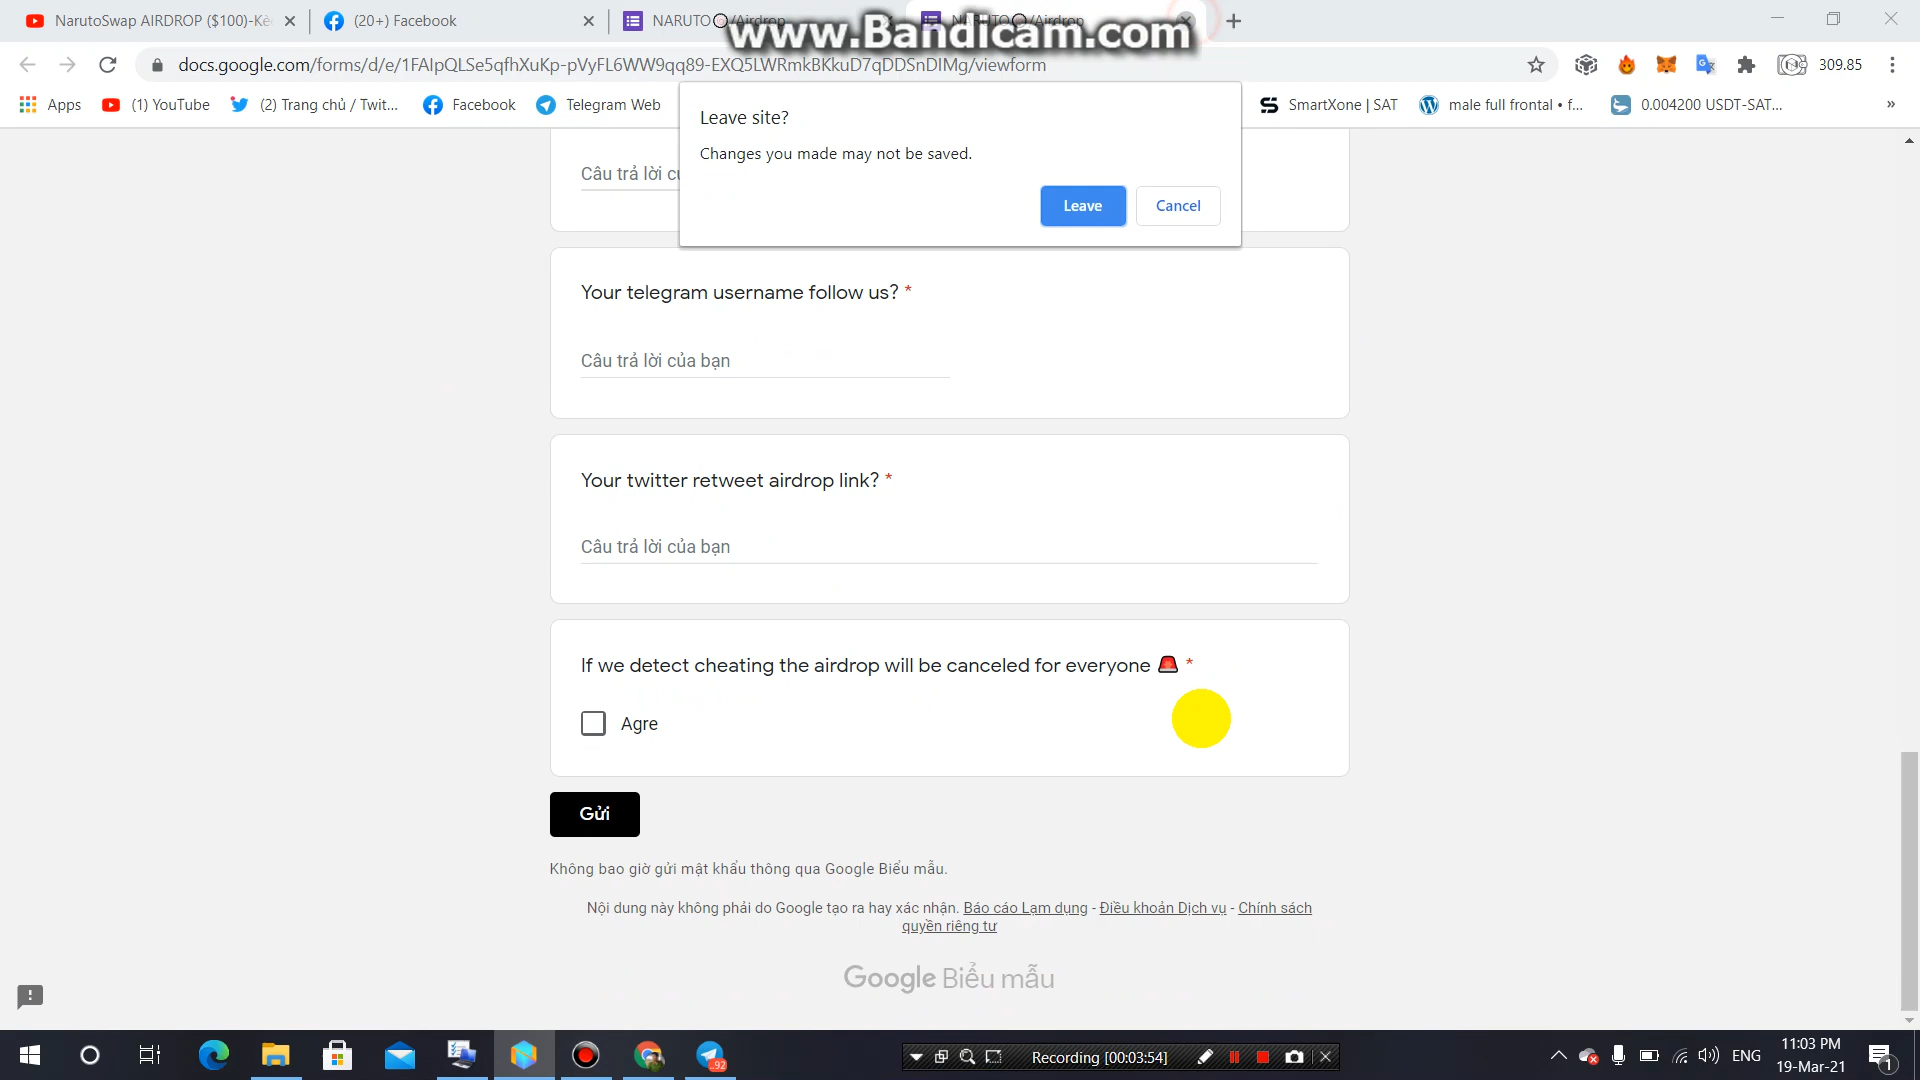 NarutoSwap AIRDROP ($100)-Kè
(20+) Facebook
NARUTO /Airdrop
NARUTO /Airdrop
www.Bandicam.com
docs.google.com/forms/d/e/1FAIpQLSe5qfhXuKp-pVyFL6WW9qq89-EXQ5LWRmkBKkuD7qDDSnDIMg/viewform
309.85
Apps
(1) YouTube
(2) Trang chủ / Twit...
Facebook
Telegram Web
SmartXone | SAT
male full frontal • f...
0.004200 USDT-SAT...
»
Leave site?
Changes you made may not be saved.
Leave
Cancel
Câu trả lời
Your telegram username follow us? *
Câu trả lời của bạn
Your twitter retweet airdrop link? *
Câu trả lời của bạn
If we detect cheating the airdrop will be canceled for everyone 🚨 *
Agre
Gửi
Không bao giờ gửi mật khẩu thông qua Google Biểu mẫu.
Nội dung này không phải do Google tạo ra hay xác nhận. Báo cáo Lạm dụng - Điều khoản Dịch vụ - Chính sách
quyền riêng tư
Google Biểu mẫu
92
Recording [00:03:54]
ENG
11:03 PM
19-Mar-21
1